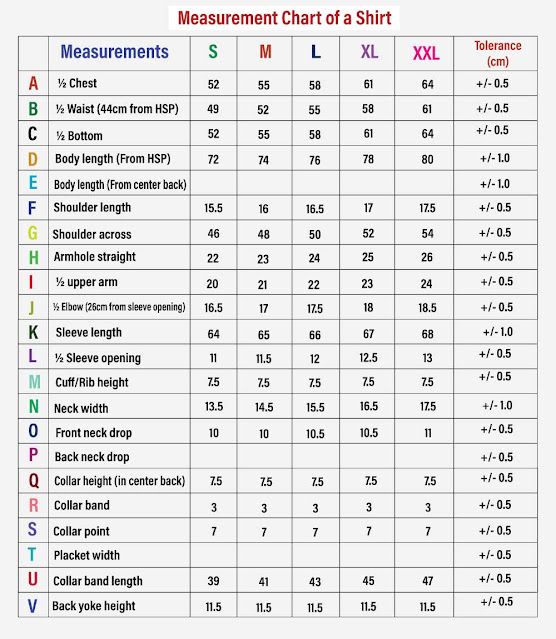 Measurement Chart of a Shirt
Measurements S M L XL XXL Tolerance (cm)
A ½ Chest 52 55 58 61 64 +/- 0.5
B ½ Waist (44cm from HSP) 49 52 55 58 61 +/- 0.5
C ½ Bottom 52 55 58 61 64 +/- 0.5
D Body length (From HSP) 72 74 76 78 80 +/- 1.0
E Body length (From center back) +/- 1.0
F Shoulder length 15.5 16 16.5 17 17.5 +/- 0.5
G Shoulder across 46 48 50 52 54 +/- 0.5
H Armhole straight 22 23 24 25 26 +/- 0.5
I ½ upper arm 20 21 22 23 24 +/- 0.5
J ½ Elbow (26cm from sleeve opening) 16.5 17 17.5 18 18.5 +/- 0.5
K Sleeve length 64 65 66 67 68 +/- 1.0
L ½ Sleeve opening 11 11.5 12 12.5 13 +/- 0.5
M Cuff/Rib height 7.5 7.5 7.5 7.5 7.5 +/- 0.5
N Neck width 13.5 14.5 15.5 16.5 17.5 +/- 1.0
O Front neck drop 10 10 10.5 10.5 11 +/- 0.5
P Back neck drop +/- 0.5
Q Collar height (in center back) 7.5 7.5 7.5 7.5 7.5 +/- 0.5
R Collar band 3 3 3 3 3 +/- 0.5
S Collar point 7 7 7 7 7 +/- 0.5
T Placket width +/- 0.5
U Collar band length 39 41 43 45 47 +/- 0.5
V Back yoke height 11.5 11.5 11.5 11.5 11.5 +/- 0.5